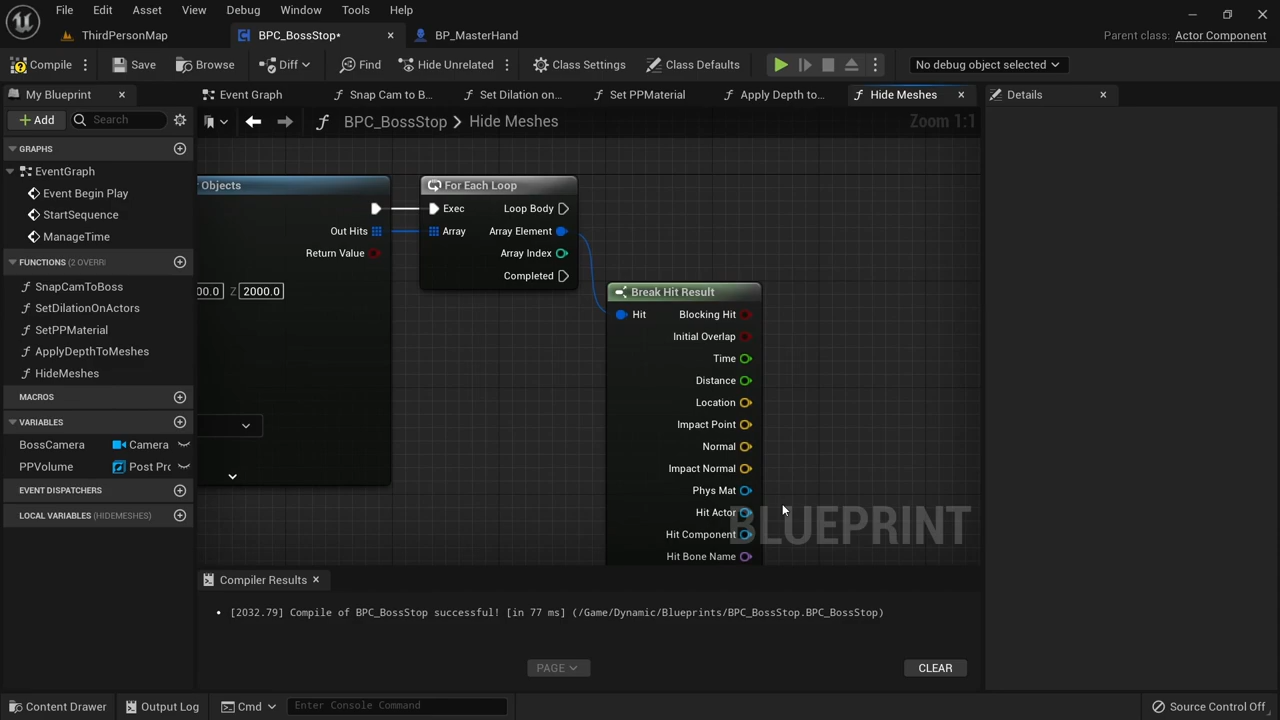 File Edit Asset View Debug Window Tools Help
ThirdPersonMap BPC_BossStop* BP_MasterHand Parent class: Actor Component
Compile Save Browse Diff Find Hide Unrelated Class Settings Class Defaults No debug object selected
My Blueprint Event Graph Snap Cam to B... Set Dilation on... Set PPMaterial Apply Depth to... Hide Meshes Details
Add Search BPC_BossStop > Hide Meshes Zoom 1:1
GRAPHS
EventGraph
Event Begin Play
StartSequence
ManageTime
FUNCTIONS (2 OVERRI
SnapCamToBoss
SetDilationOnActors
SetPPMaterial
ApplyDepthToMeshes
HideMeshes
MACROS
VARIABLES
BossCamera Camera
PPVolume Post Prc
EVENT DISPATCHERS
LOCAL VARIABLES (HIDEMESHES)
Objects
Out Hits
Return Value
00.0 Z 2000.0
For Each Loop
Exec Loop Body
Array Array Element
Array Index
Completed
Break Hit Result
Hit Blocking Hit
Initial Overlap
Time
Distance
Location
Impact Point
Normal
Impact Normal
Phys Mat
Hit Actor
Hit Component
Hit Bone Name
BLUEPRINT
Compiler Results
[2032.79] Compile of BPC_BossStop successful! [in 77 ms] (/Game/Dynamic/Blueprints/BPC_BossStop.BPC_BossStop)
PAGE CLEAR
Content Drawer Output Log Cmd Enter Console Command Source Control Off